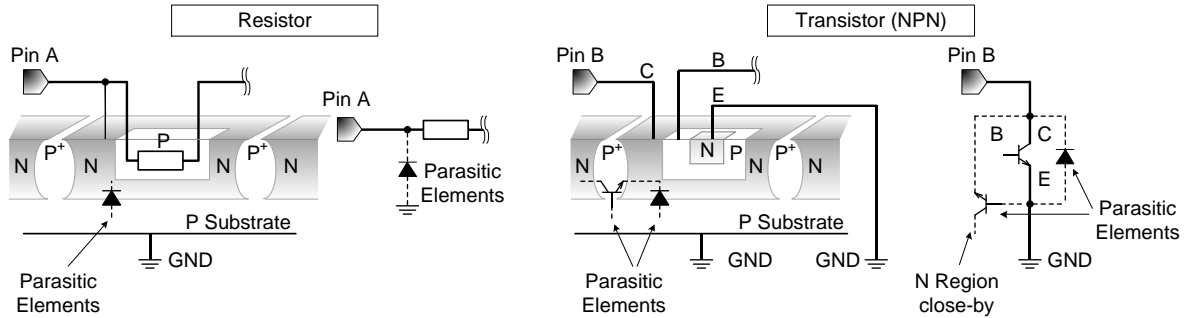 Resistor
Transistor (NPN)
Pin A
Pin B
Pin B
C
B
E
Pin A
N
P+
N
P
N
P+
N
N
P+
N
N
P
P+
N
B
C
E
Parasitic
Elements
P Substrate
P Substrate
Parasitic
Elements
GND
GND
GND
GND
Parasitic
Elements
Parasitic
Elements
N Region
close-by